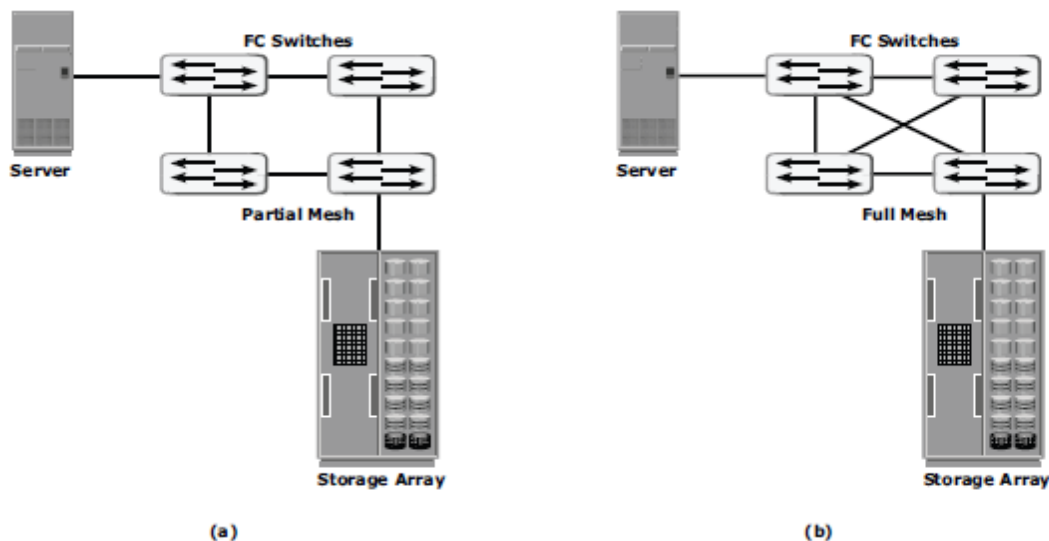 FC Switches
Server
Partial Mesh
Storage Array
(a)
FC Switches
Server
Full Mesh
Storage Array
(b)